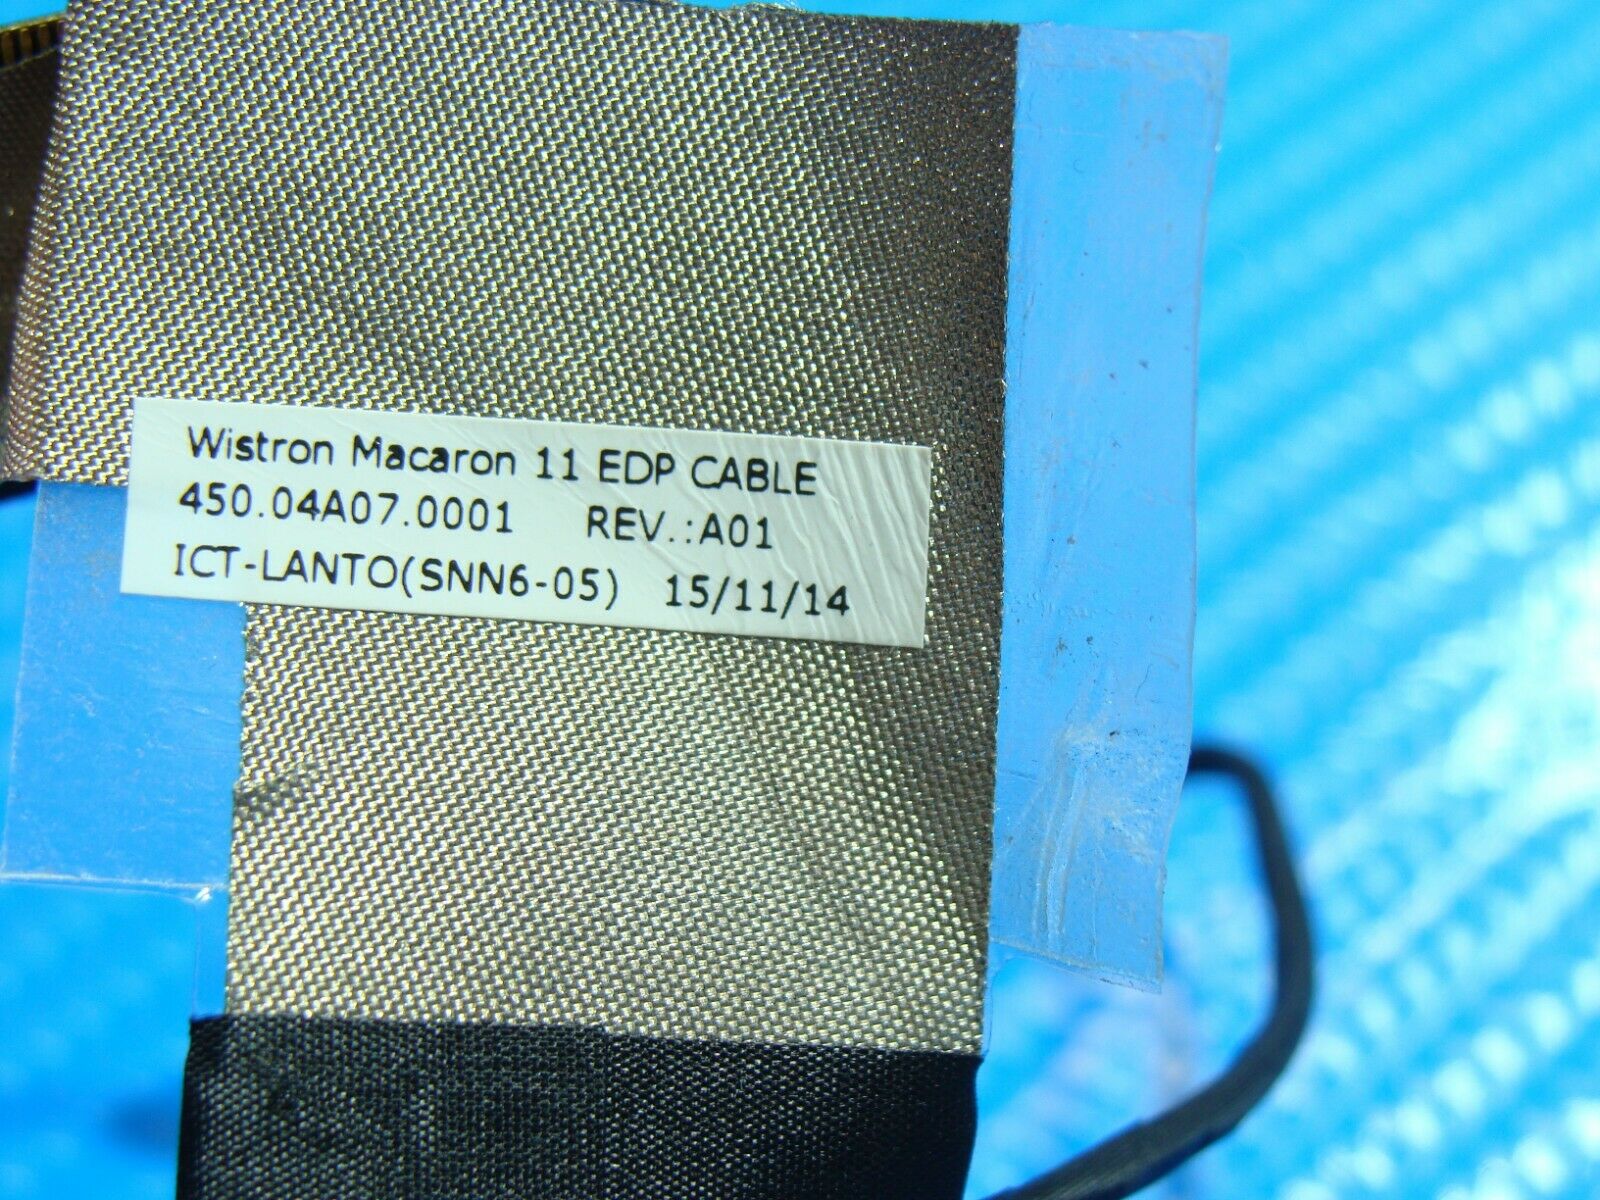 Wistron Macaron 11 EDP CABLE
450.04A07.0001 REV.:A01
ICT-LANTO(SNN6-05) 15/11/14